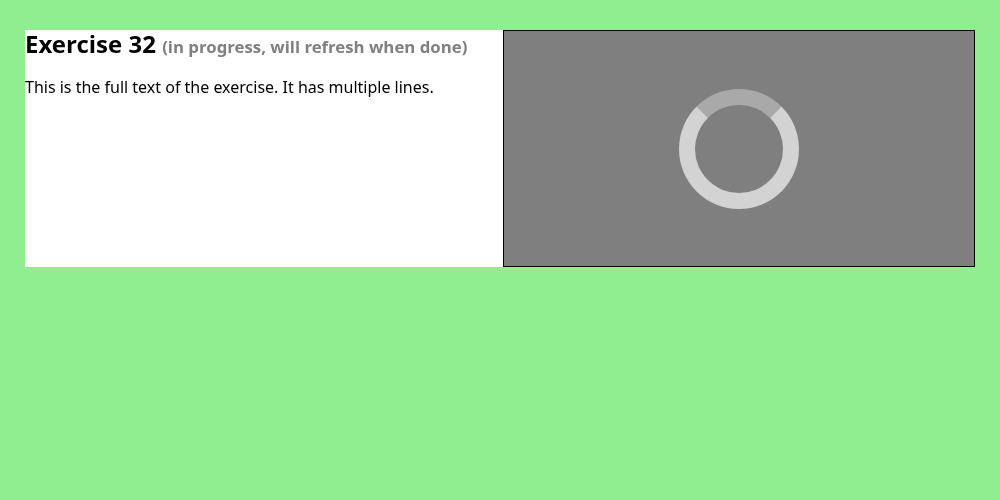 Exercise 32 (in progress, will refresh when done)
This is the full text of the exercise. It has multiple lines.